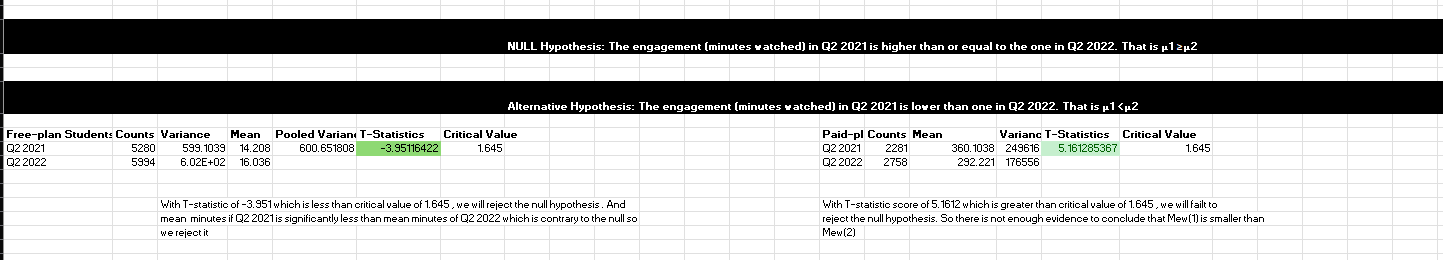 NULL Hypothesis: The engagement (minutes watched) in Q2 2021 is higher than or equal to the one in Q2 2022. That is µ1≥µ2
Alternative Hypothesis: The engagement (minutes watched) in Q2 2021 is lower than one in Q2 2022. That is µ1<µ2
Free-plan Students Counts Variance Mean Pooled Varianc T-Statistics Critical Value
Q2 2021 5280 599.1039 14.208 600.651808 -3.95116422 1.645
Q2 2022 5994 6.02E+02 16.036
With T-statistic of -3.951 which is less than critical value of 1.645 , we will reject the null hypothesis . And
mean minutes if Q2 2021 is significantly less than mean minutes of Q2 2022 which is contrary to the null so
we reject it
Paid-pl Counts Mean Varianc T-Statistics Critical Value
Q2 2021 2281 360.1038 249616 5.161285367 1.645
Q2 2022 2758 292.221 176556
With T-statistic score of 5.1612 which is greater than critical value of 1.645 , we will failt to
reject the null hypothesis. So there is not enough evidence to conclude that Mew(1) is smaller than
Mew(2)